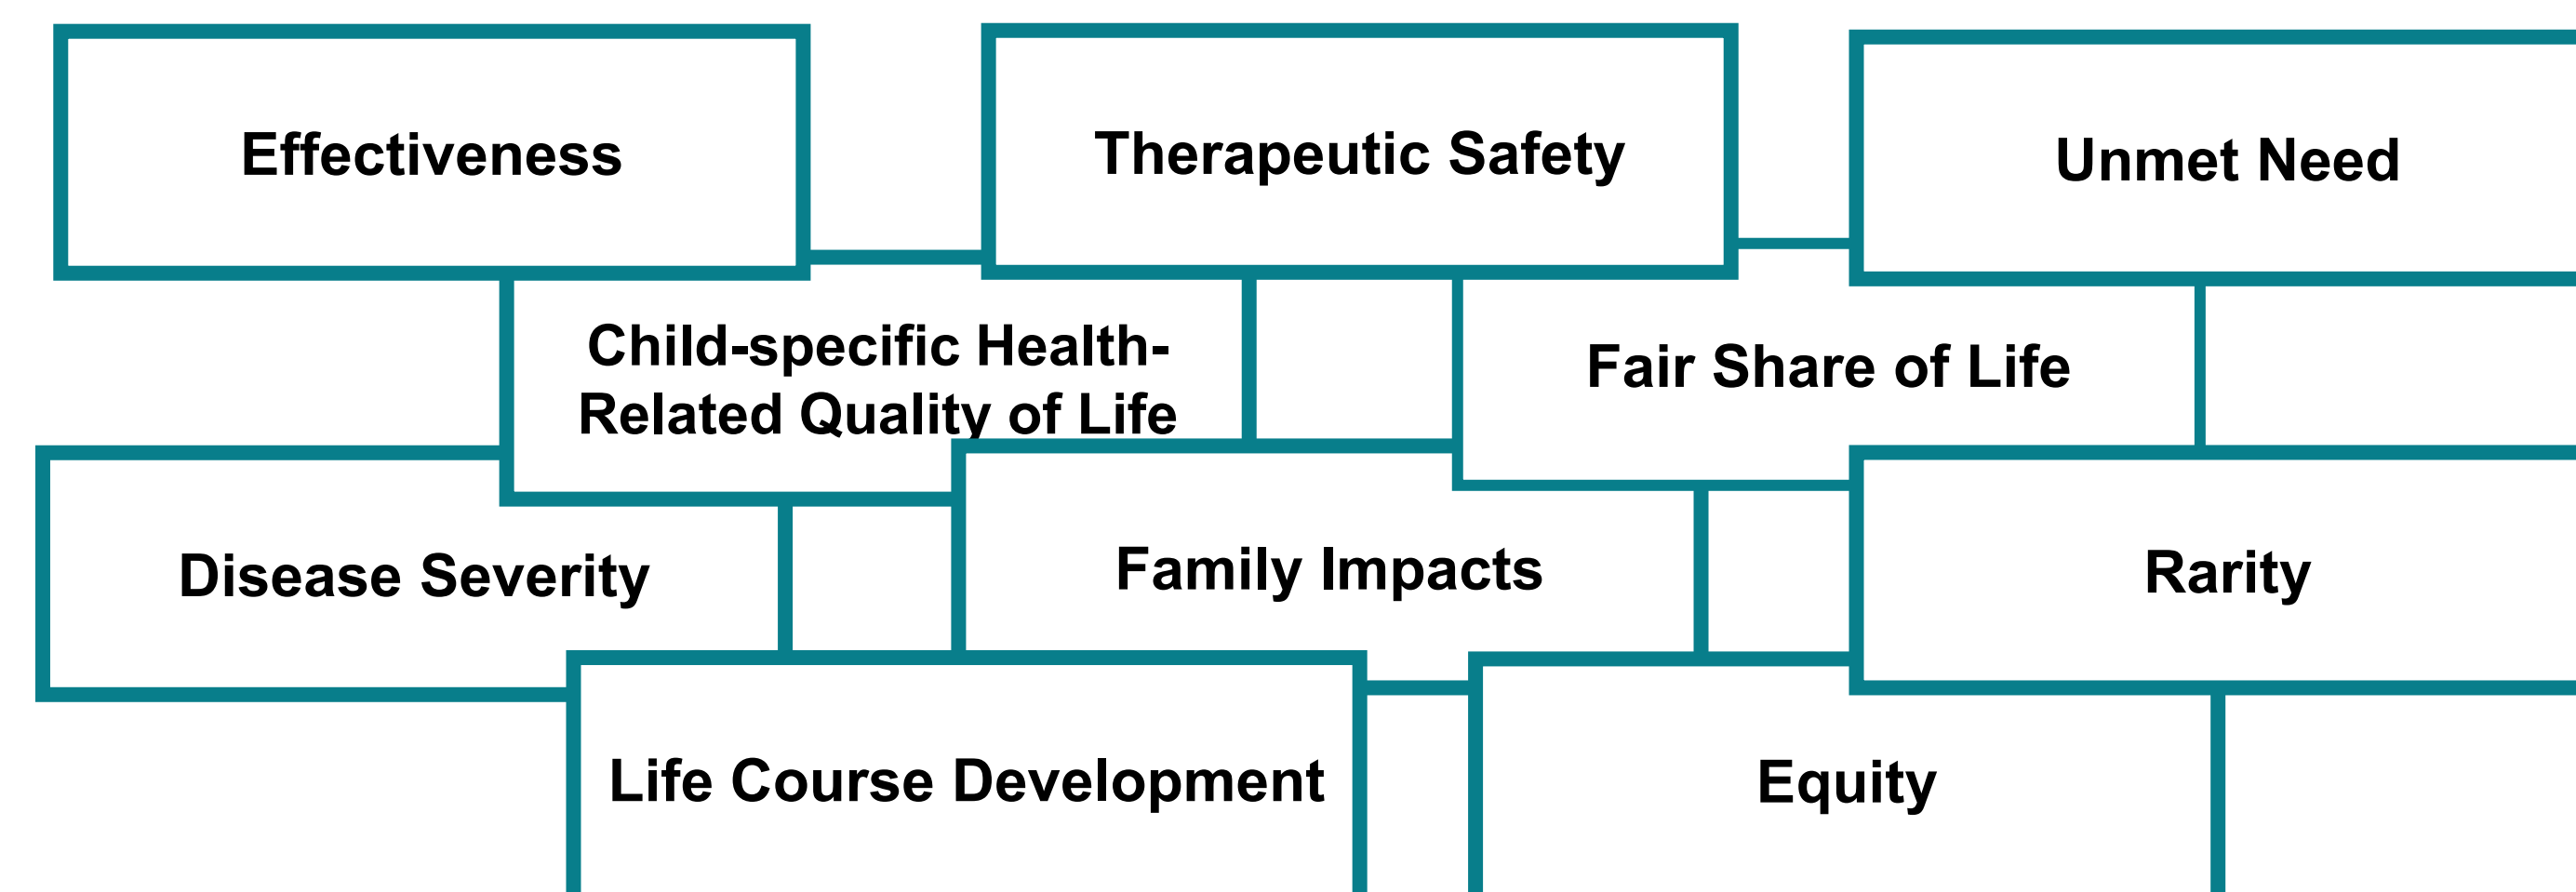 Effectiveness
Therapeutic Safety
Unmet Need
Child-specific Health-
Related Quality of Life
Fair Share of Life
Disease Severity
Family Impacts
Rarity
Life Course Development
Equity